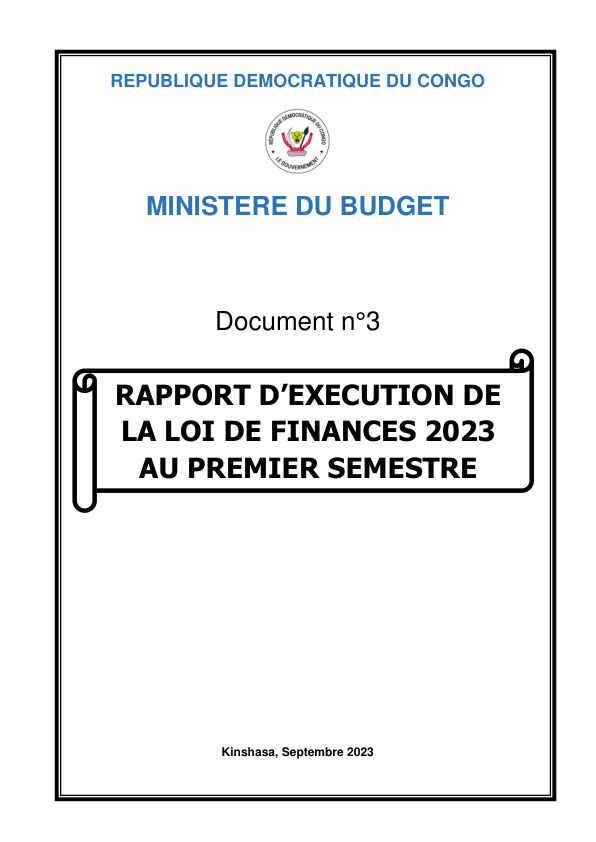 REPUBLIQUE DEMOCRATIQUE DU CONGO
REPUBLIQUE DEMOCRATIQUE DU CONGO
LE GOUVERNEMENT
MINISTERE DU BUDGET
Document n°3
RAPPORT D’EXECUTION DE
LA LOI DE FINANCES 2023
AU PREMIER SEMESTRE
Kinshasa, Septembre 2023